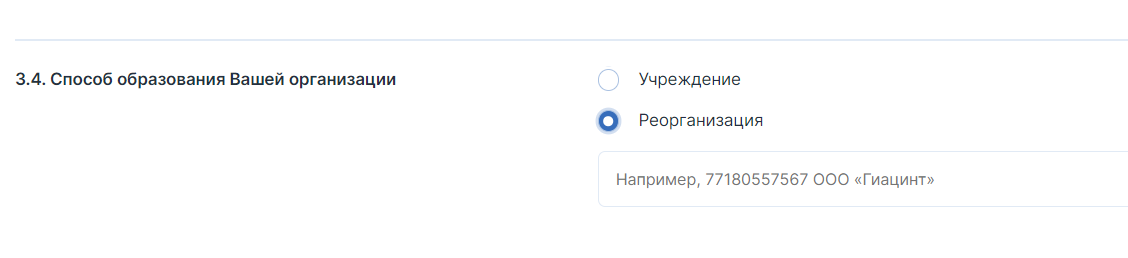 3.4. Способ образования Вашей организации
Учреждение
Реорганизация
Например, 77180557567 ООО «Гиацинт»